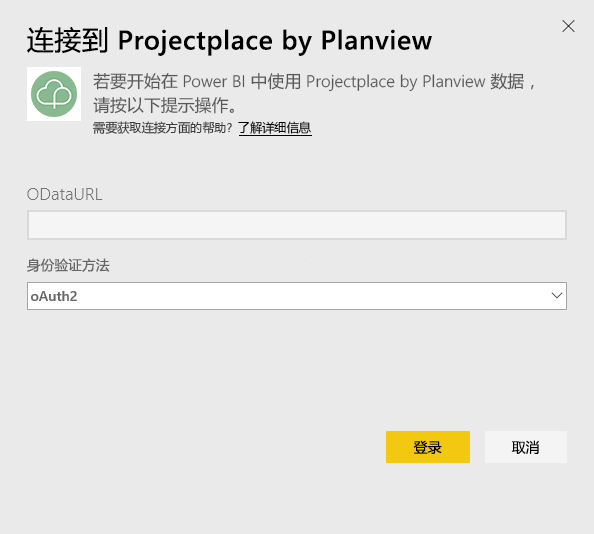 连接到 Projectplace by Planview
若要开始在 Power BI 中使用 Projectplace by Planview 数据，
请按以下提示操作。
需要获取连接方面的帮助? 了解详细信息
ODataURL
身份验证方法
oAuth2
登录
取消